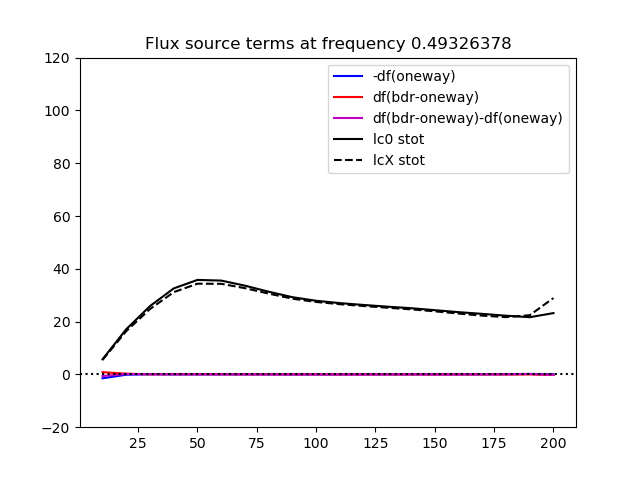 Flux source terms at frequency 0.49326378
120
100
80
60
40
20
0
−20
-df(oneway)
df(bdr-oneway)
df(bdr-oneway)-df(oneway)
lc0 stot
lcX stot
25 50 75 100 125 150 175 200